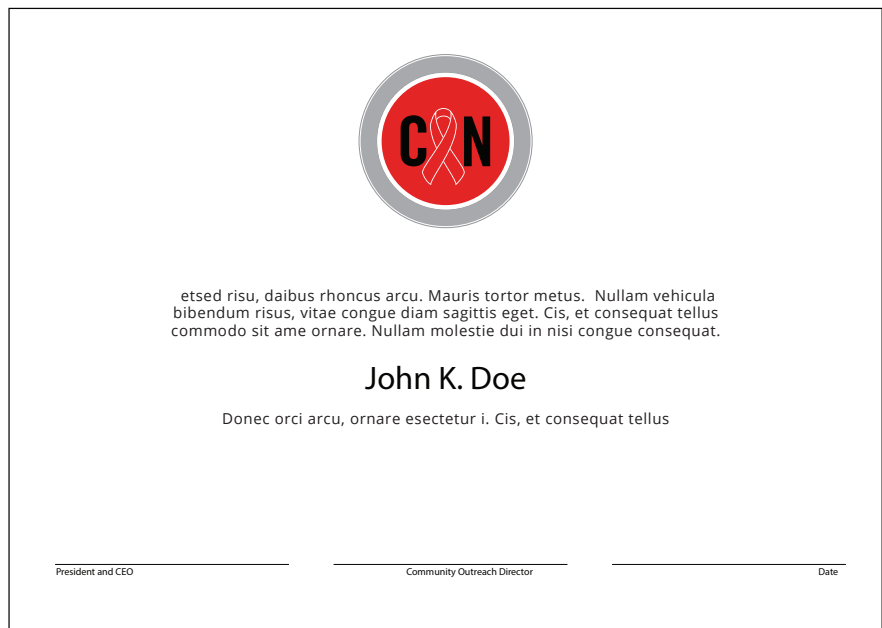 C N
etsed risu, daibus rhoncus arcu. Mauris tortor metus.  Nullam vehicula
bibendum risus, vitae congue diam sagittis eget. Cis, et consequat tellus
commodo sit ame ornare. Nullam molestie dui in nisi congue consequat.
John K. Doe
Donec orci arcu, ornare esectetur i. Cis, et consequat tellus
President and CEO
Community Outreach Director
Date